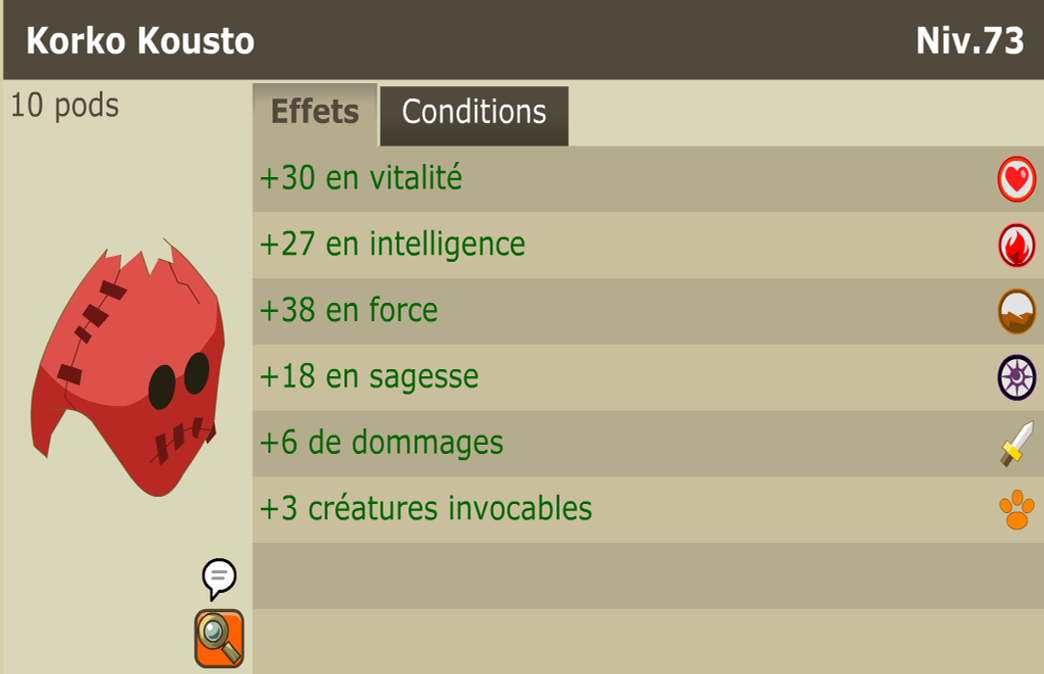 Korko Kousto
Niv.73
10 pods
Effets
Conditions
+30 en vitalité
+27 en intelligence
+38 en force
+18 en sagesse
+6 de dommages
+3 créatures invocables